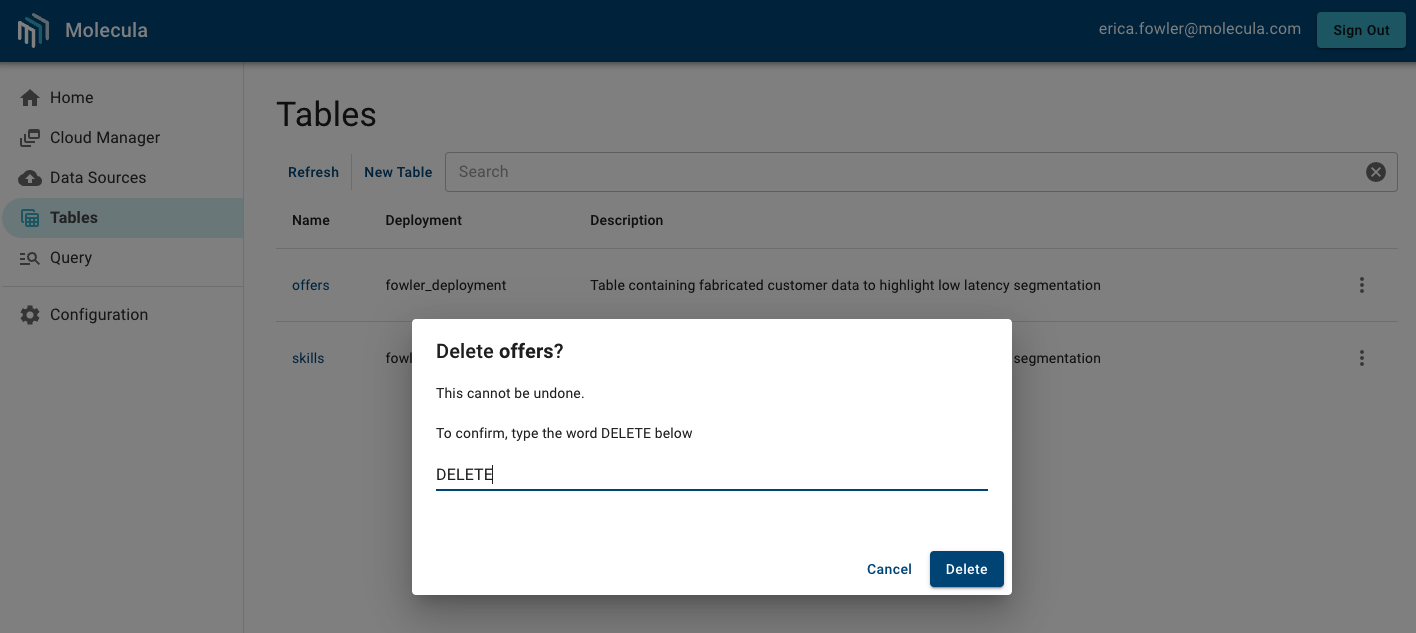 Molecula
erica.fowler@molecula.com
Sign Out
Home
Cloud Manager
Data Sources
Tables
Query
Configuration
Tables
Refresh
New Table
Search
Name Deployment Description
offers fowler_deployment Table containing fabricated customer data to highlight low latency segmentation
skills fowl segmentation
Delete offers?
This cannot be undone.
To confirm, type the word DELETE below
DELETE
Cancel Delete